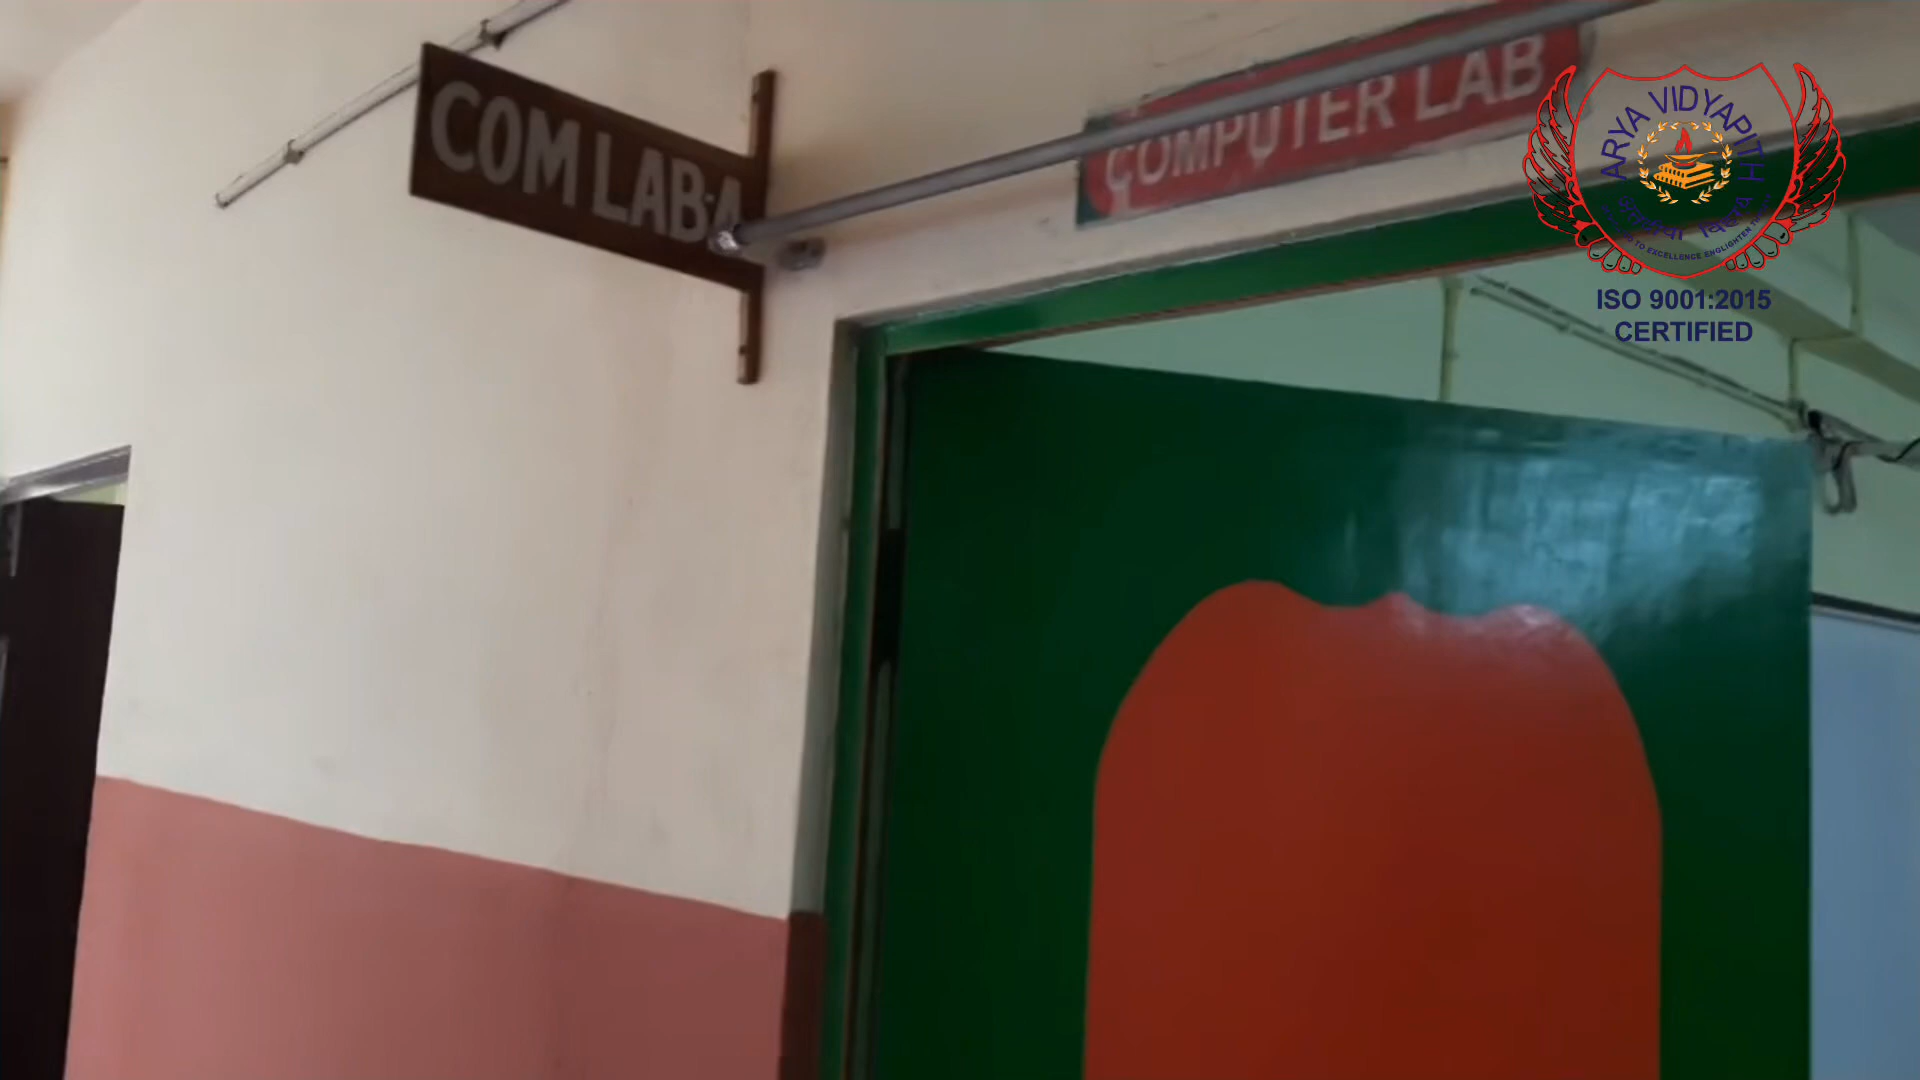 COM LAB-A
COMPUTER LAB
ARYA VIDYAPITH
ISO 9001:2015
CERTIFIED